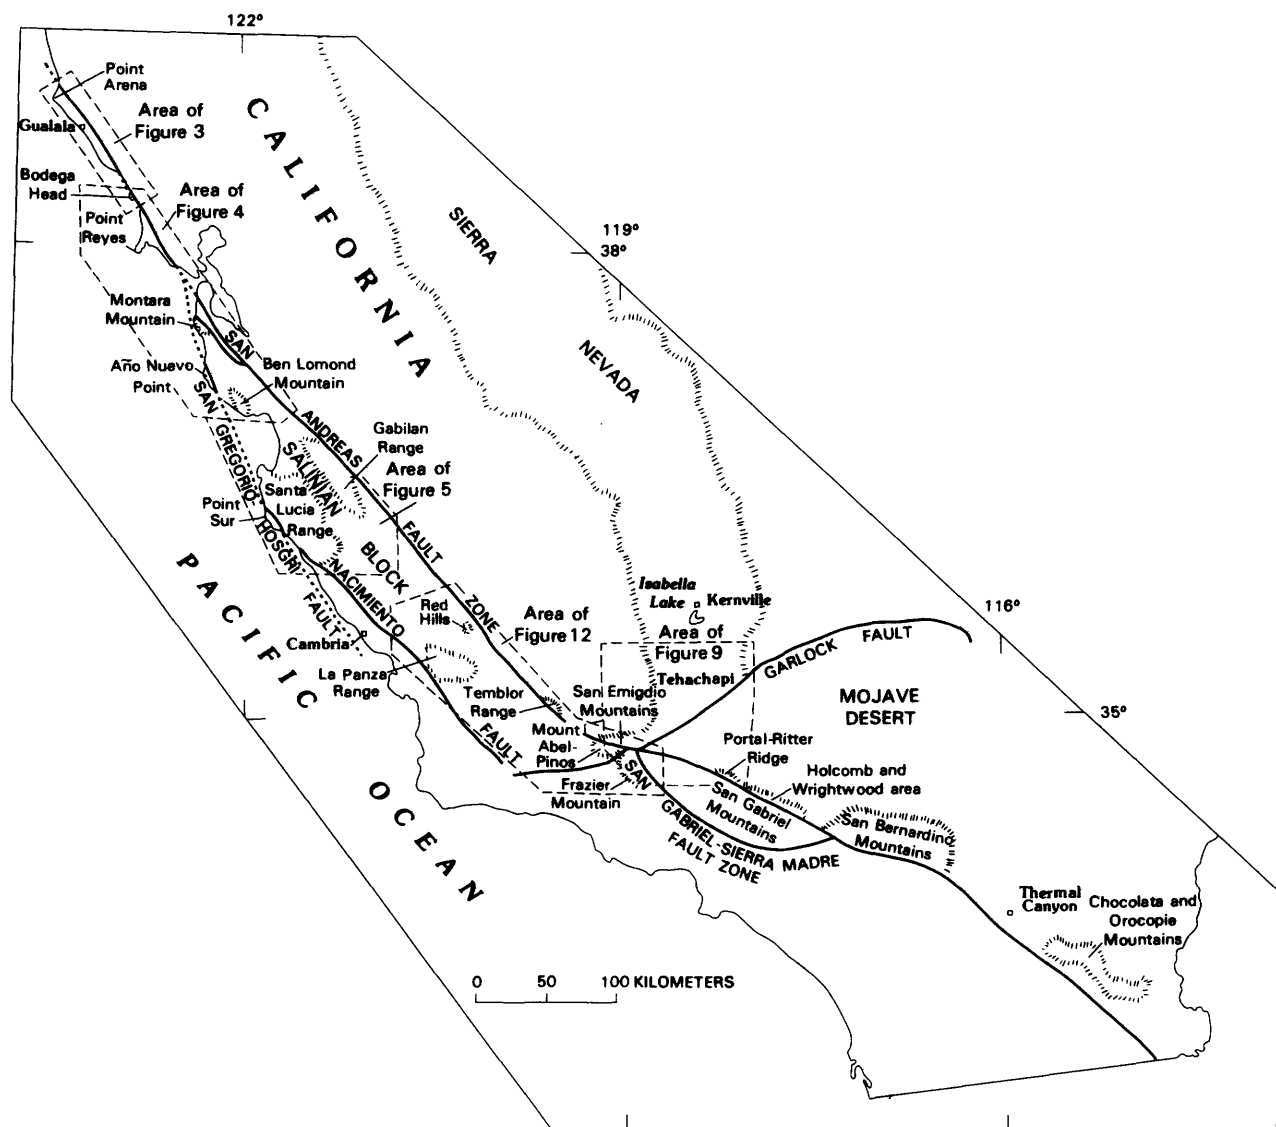 122°
Point
Arena
Area of
Figure 3
Gualala
CALIFORNIA
Bodega
Head
Area of
Figure 4
Point
Reyes
SIERRA
NEVADA
119°
38°
Montara
Mountain
SAN
Ben Lomond
Mountain
Año Nuevo
Point
SAN GREGORIO-
HOSGRI
FAULT
ANDREAS
FAULT
ZONE
Gabilan
Range
Area of
Figure 5
SALINIAN
BLOCK
Santa
Lucia
Range
Point
Sur
NACIMIENTO
FAULT
PACIFIC
OCEAN
Cambria
Red
Hills
La Panza
Range
Area of
Figure 12
Isabella
Lake
Kernville
Area of
Figure 9
Tehachapi
GARLOCK
FAULT
116°
35°
MOJAVE
DESERT
Temblor
Range
San Emigdio
Mountains
Mount
Abel-
Pinos
Frazier
Mountain
SAN
GABRIEL-SIERRA MADRE
FAULT ZONE
Portal-Ritter
Ridge
Holcomb and
Wrightwood area
San Gabriel
Mountains
San Bernardino
Mountains
Thermal
Canyon
Chocolata and
Orocopie
Mountains
0 50 100 KILOMETERS